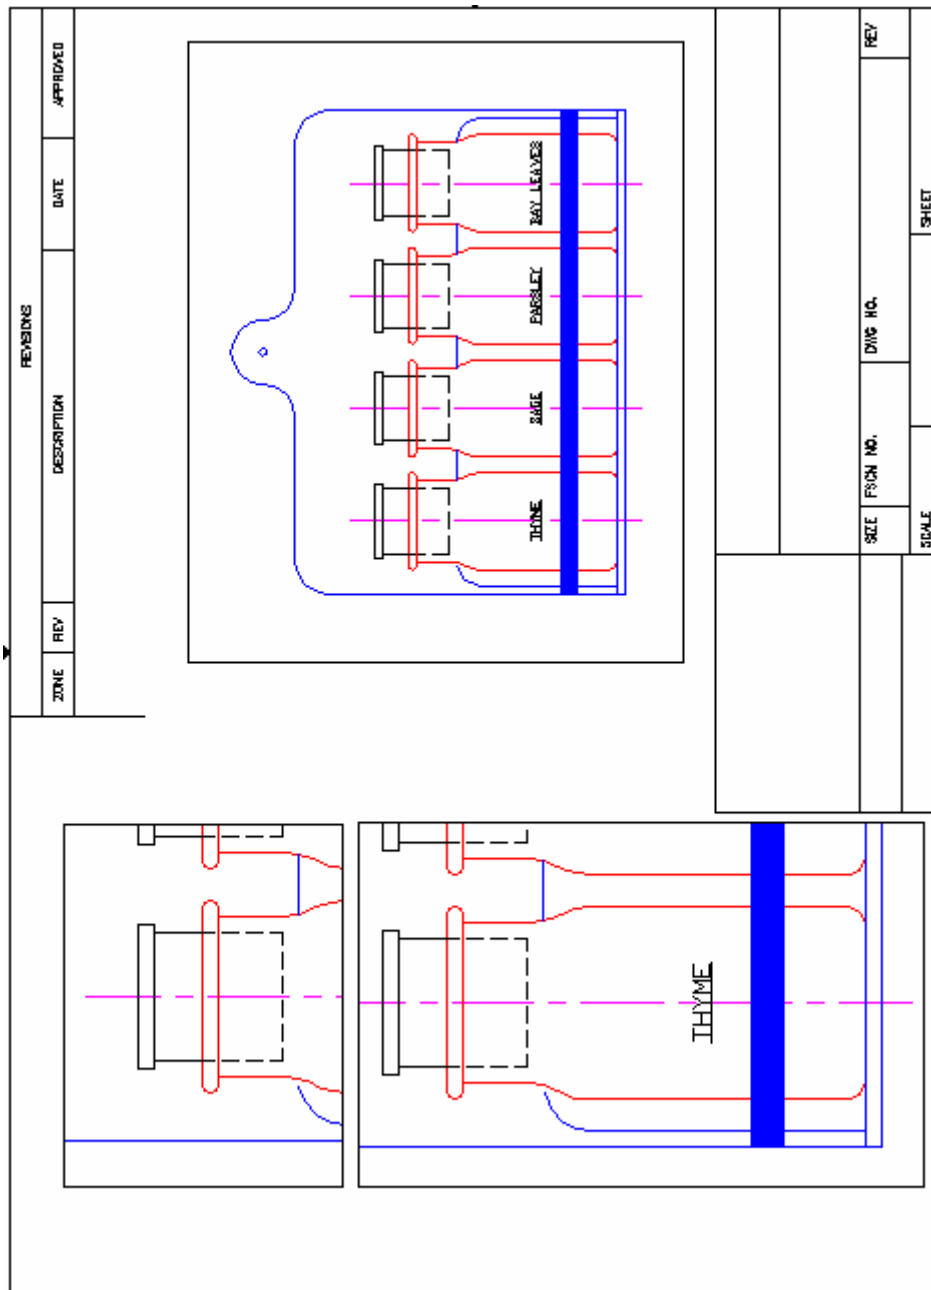 REVISIONS
ZONE
REV
DESCRIPTION
DATE
APPROVED
THYME
SAGE
PARSLEY
BAY LEAVES
THYME
SIZE
FSCM NO.
DWG NO.
REV
SCALE
SHEET